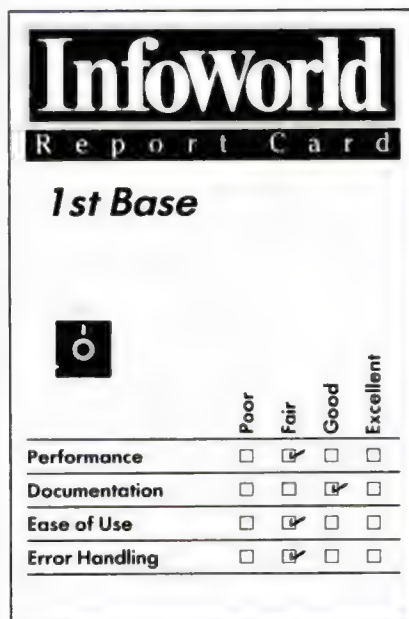 InfoWorld
Report Card
1st Base
Poor Fair Good Excellent
Performance
Documentation
Ease of Use
Error Handling